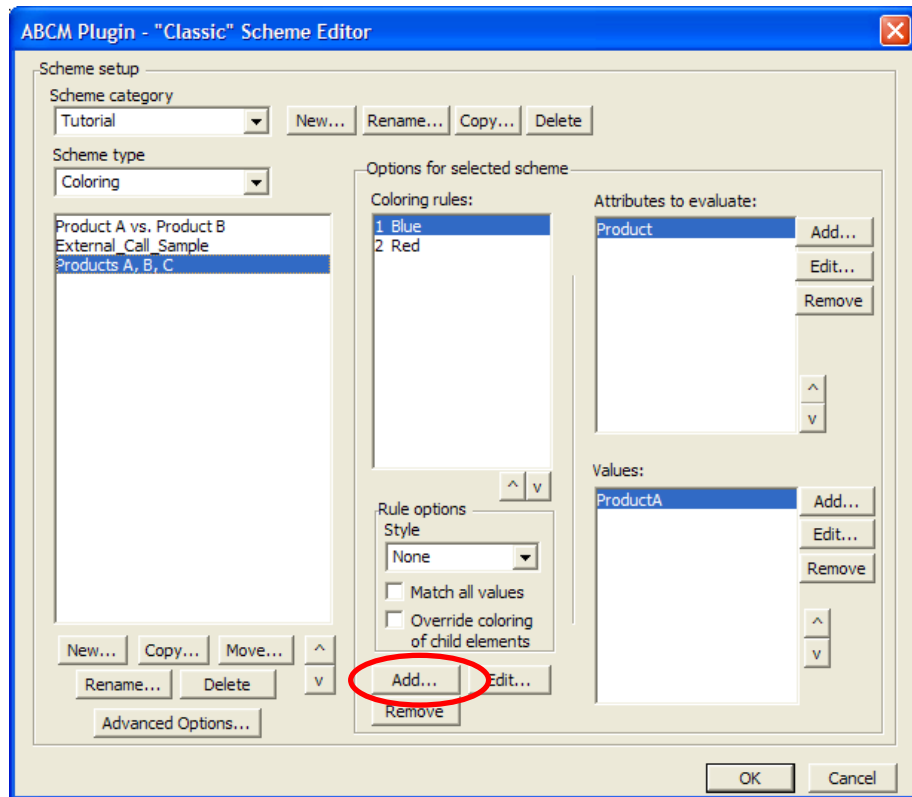 ABCM Plugin - "Classic" Scheme Editor
Scheme setup
Scheme category
Tutorial
New... Rename... Copy... Delete
Scheme type
Coloring
Product A vs. Product B
External_Call_Sample
Products A, B, C
New... Copy... Move... ^
Rename... Delete v
Advanced Options...
Options for selected scheme
Coloring rules:
1 Blue
2 Red
^ v
Rule options
Style
None
Match all values
Override coloring
of child elements
Add... Edit...
Remove
Attributes to evaluate:
Product
Add...
Edit...
Remove
^
v
Values:
ProductA
Add...
Edit...
Remove
^
v
OK Cancel